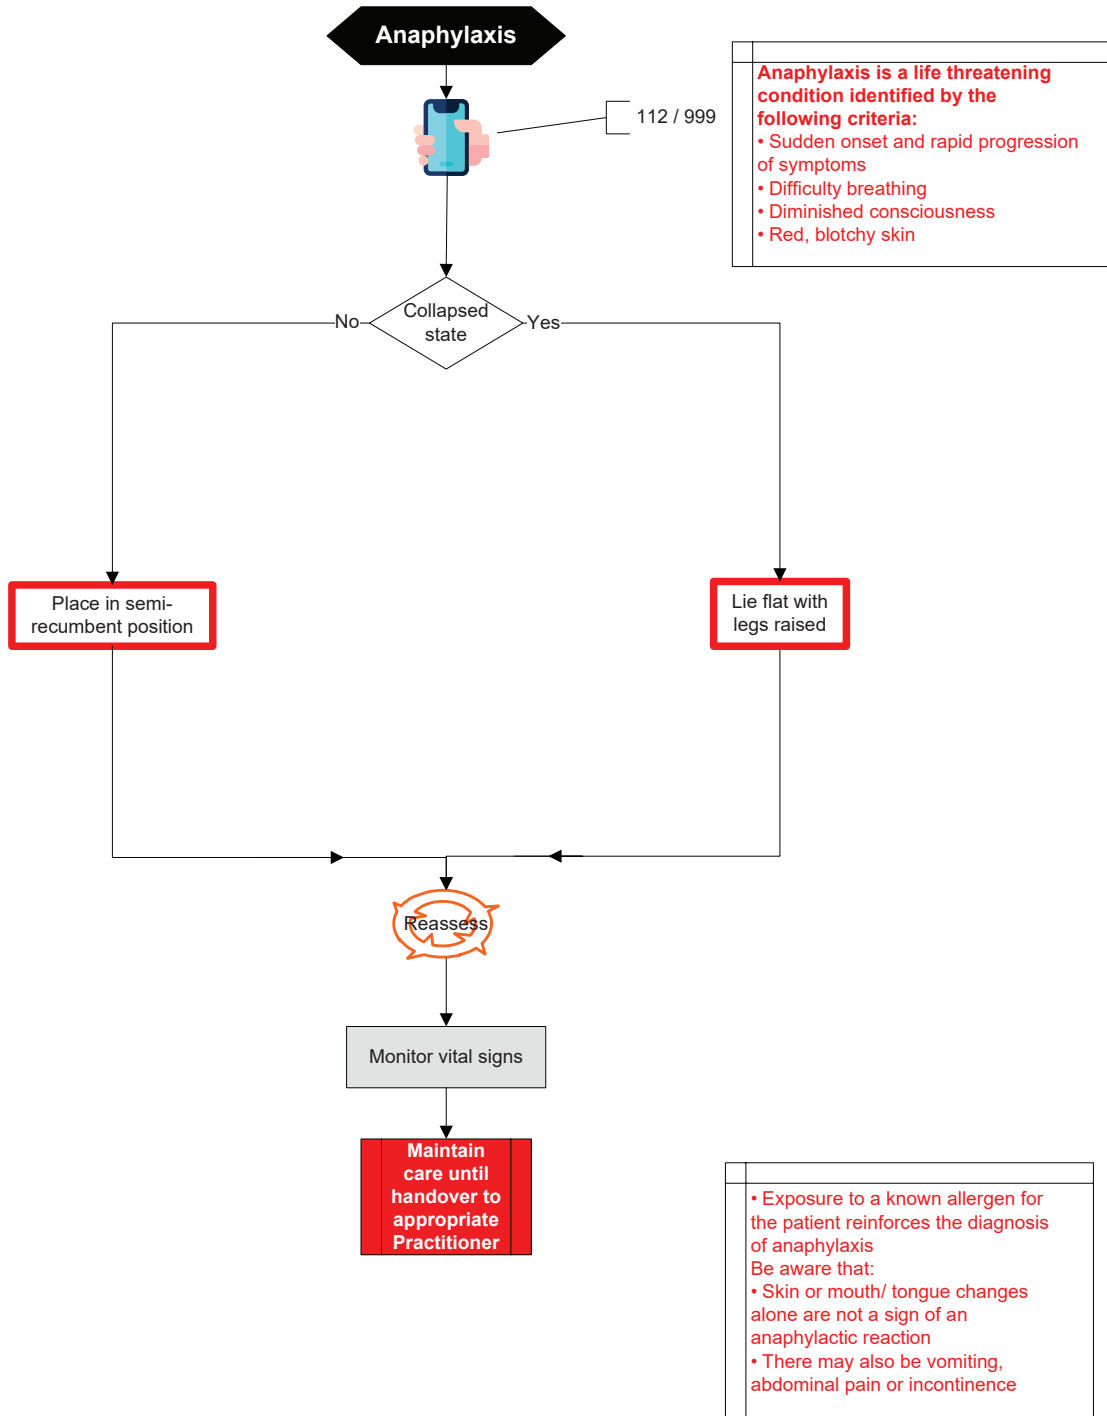 Anaphylaxis
112 / 999
Anaphylaxis is a life threatening
condition identified by the
following criteria:
• Sudden onset and rapid progression
of symptoms
• Difficulty breathing
• Diminished consciousness
• Red, blotchy skin
Collapsed
state
No
Yes
Place in semi-
recumbent position
Lie flat with
legs raised
Reassess
Monitor vital signs
Maintain
care until
handover to
appropriate
Practitioner
• Exposure to a known allergen for
the patient reinforces the diagnosis
of anaphylaxis
Be aware that:
• Skin or mouth/ tongue changes
alone are not a sign of an
anaphylactic reaction
• There may also be vomiting,
abdominal pain or incontinence